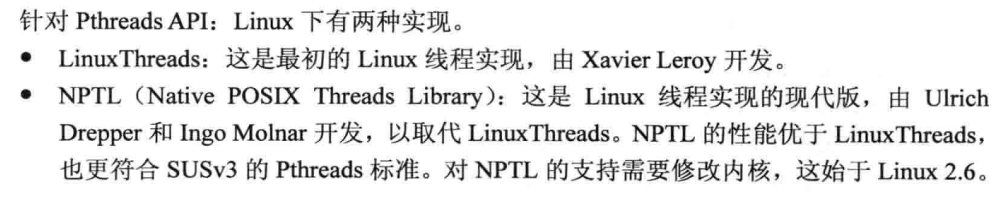 针对 Pthreads API：Linux 下有两种实现。
● LinuxThreads：这是最初的 Linux 线程实现，由 Xavier Leroy 开发。
● NPTL（Native POSIX Threads Library）：这是 Linux 线程实现的现代版，由 Ulrich
Drepper 和 Ingo Molnar 开发，以取代 LinuxThreads。NPTL 的性能优于 LinuxThreads，
也更符合 SUSv3 的 Pthreads 标准。对 NPTL 的支持需要修改内核，这始于 Linux 2.6。